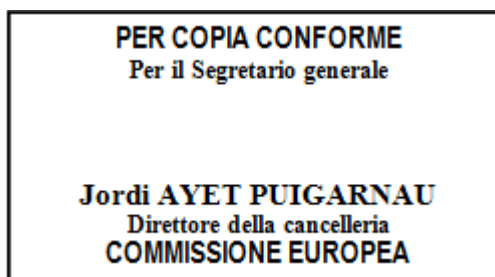 PER COPIA CONFORME
Per il Segretario generale
Jordi AYET PUIGARNAU
Direttore della cancelleria
COMMISSIONE EUROPEA